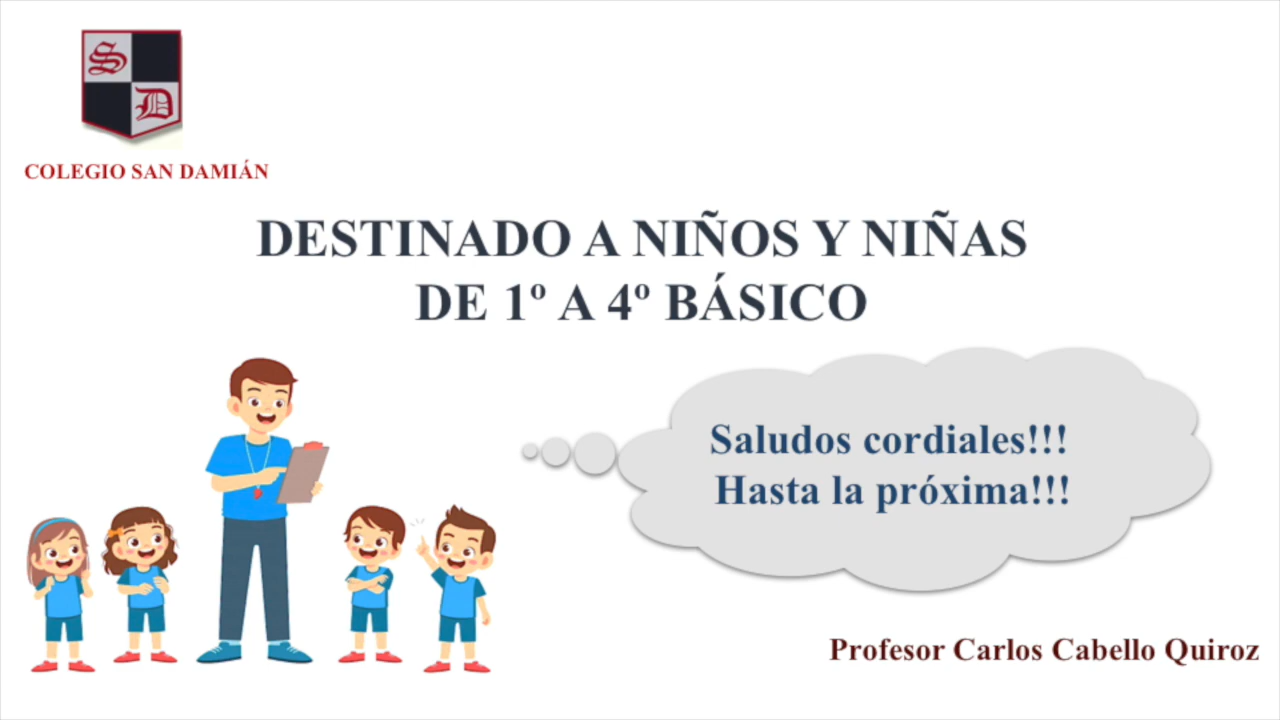 S
D
COLEGIO SAN DAMIÁN
DESTINADO A NIÑOS Y NIÑAS
DE 1º A 4º BÁSICO
Saludos cordiales!!!
Hasta la próxima!!!
Profesor Carlos Cabello Quiroz